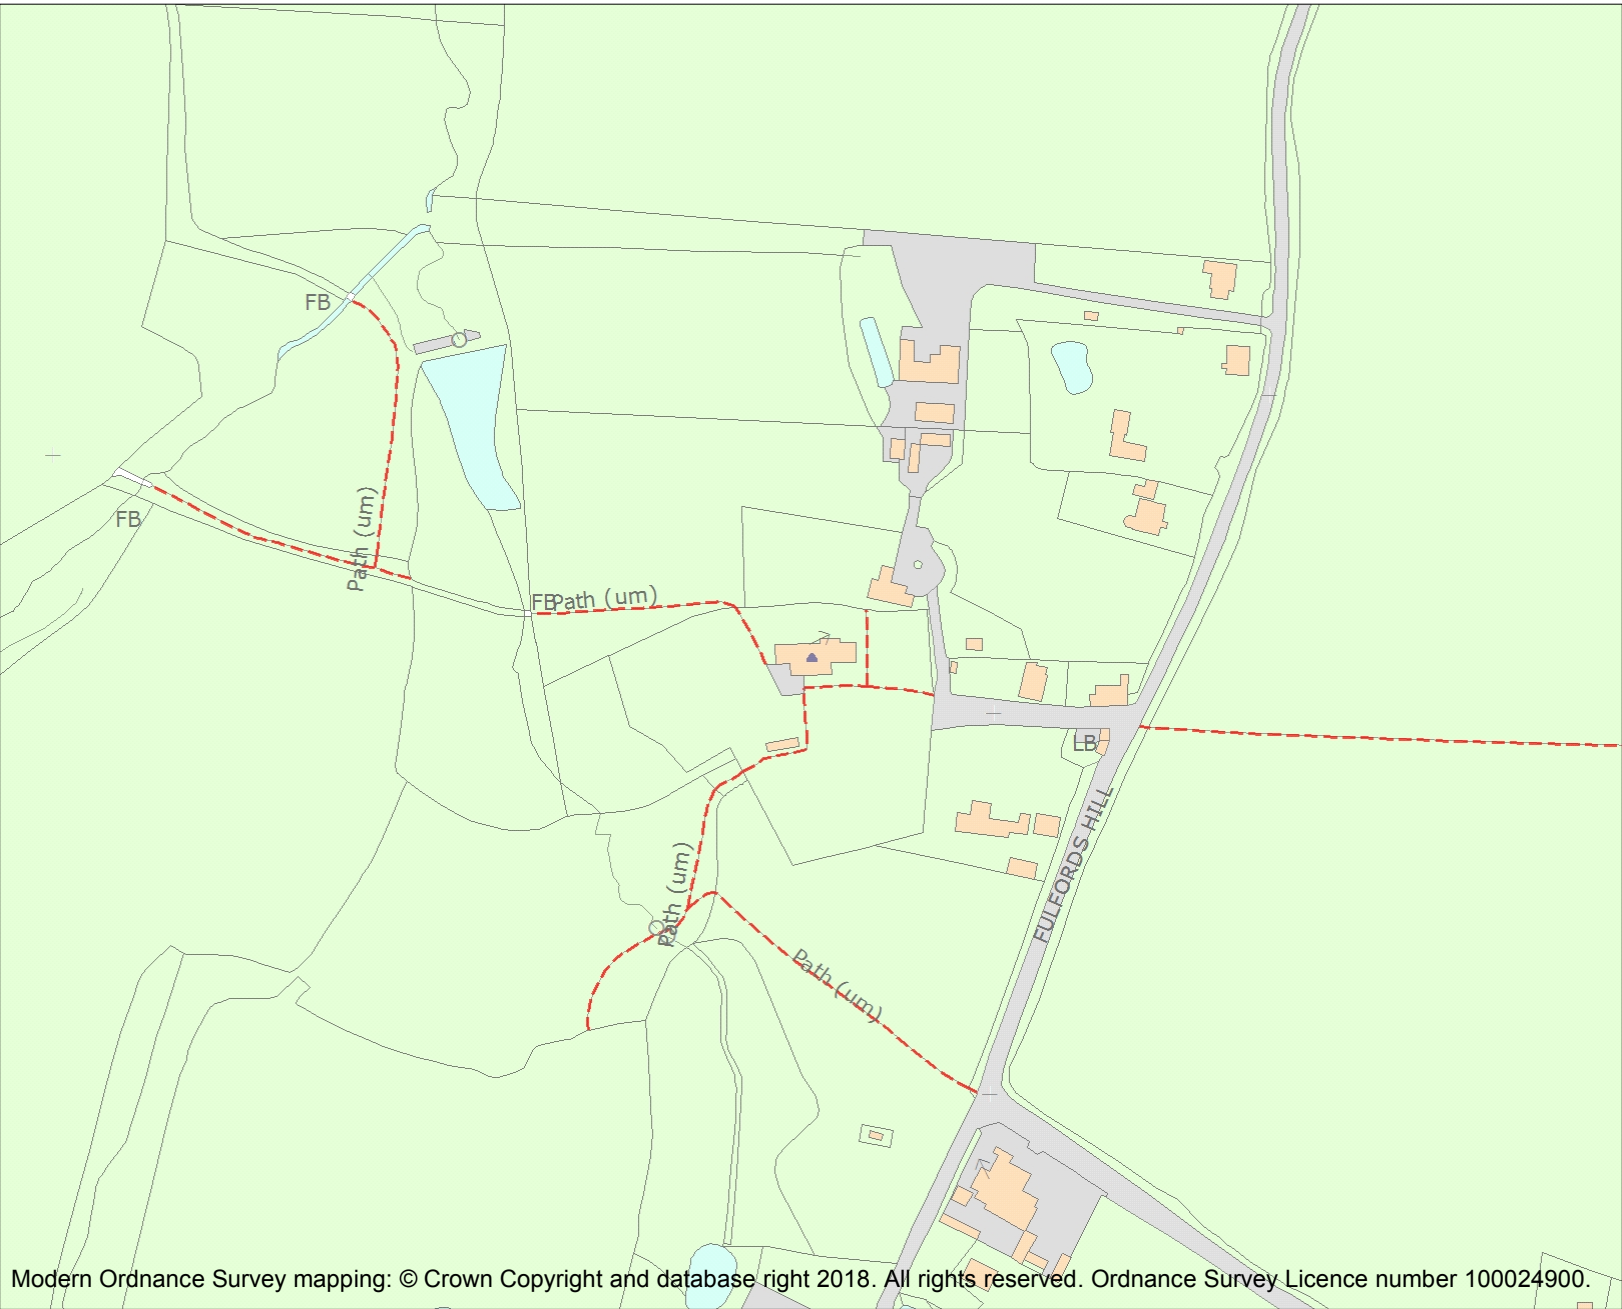 FB
Path (um)
FB
FB
Path (um)
LB
FULFORDS HILL
Path (um)
Path (um)
Modern Ordnance Survey mapping: © Crown Copyright and database right 2018. All rights reserved. Ordnance Survey Licence number 100024900.